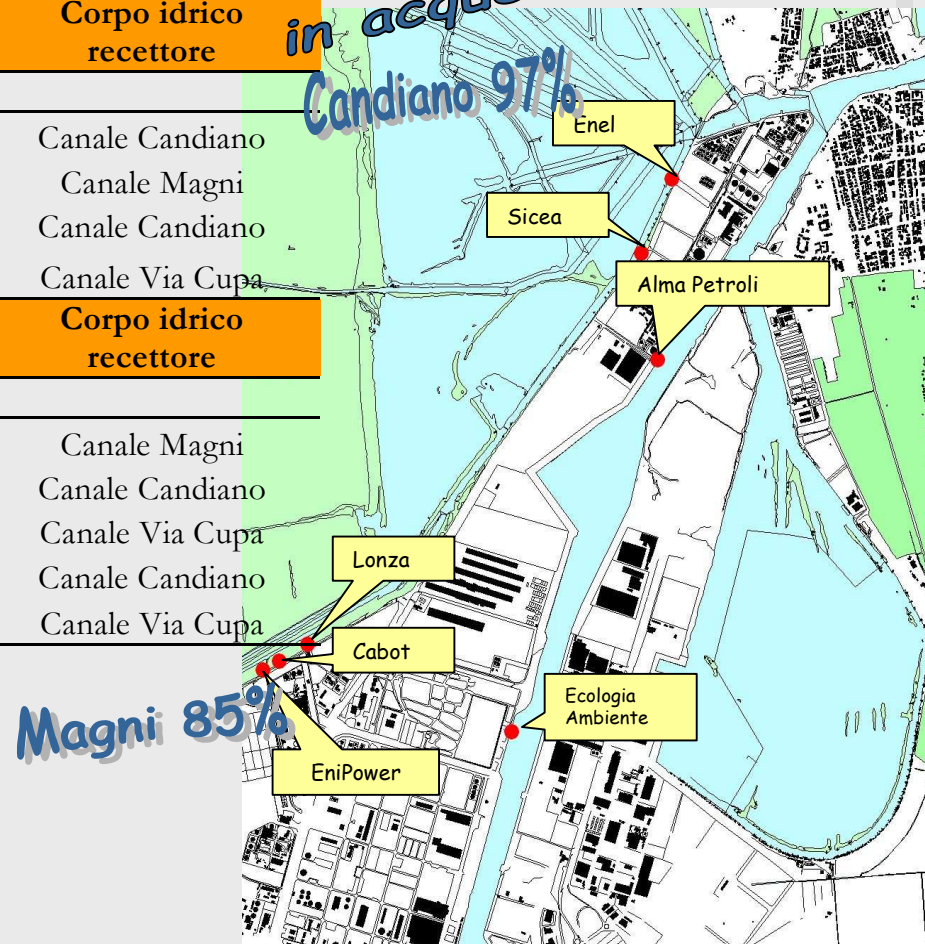 Corpo idrico
recettore
in acque
Candiano 97%
Canale Candiano
Canale Magni
Canale Candiano
Canale Via Cupa
Corpo idrico
recettore
Canale Magni
Canale Candiano
Canale Via Cupa
Canale Candiano
Canale Via Cupa
Magni 85%
Enel
Sicea
Alma Petroli
Lonza
Cabot
Ecologia
Ambiente
EniPower